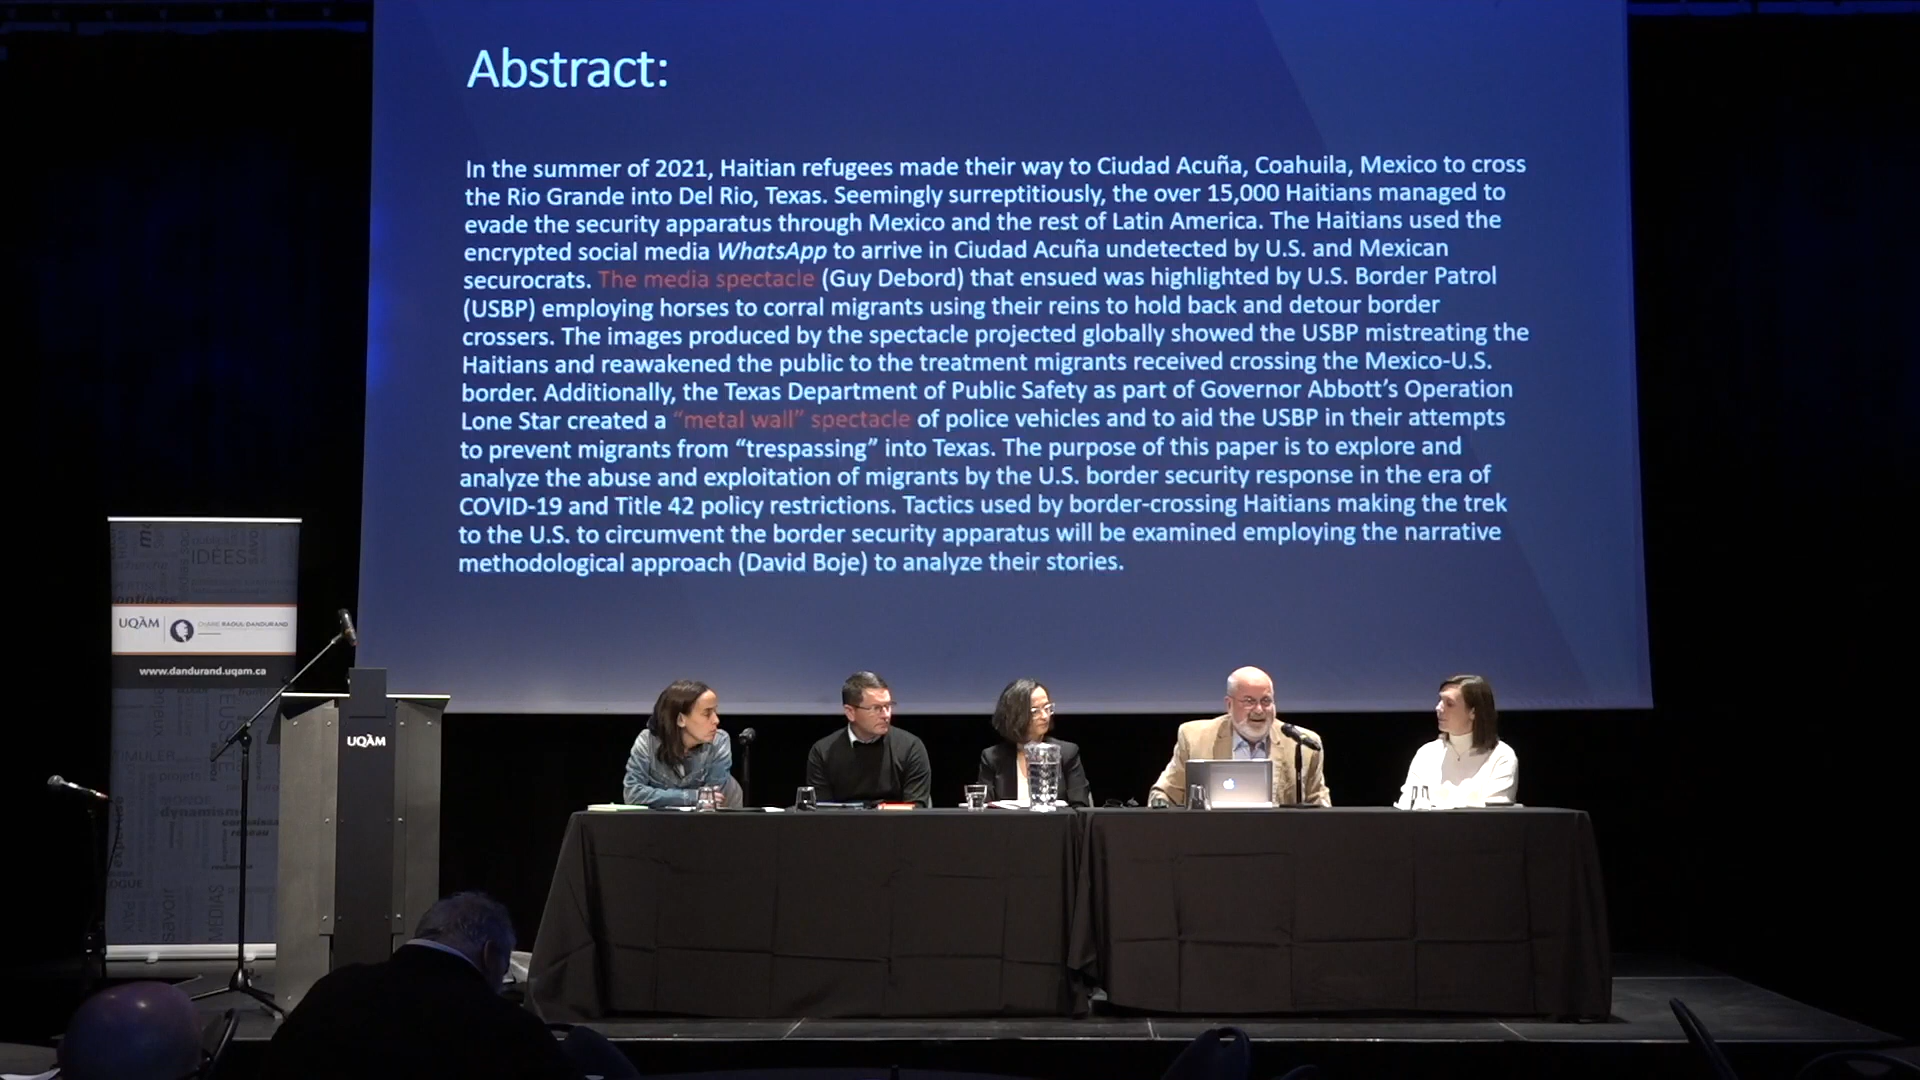 Abstract:
In the summer of 2021, Haitian refugees made their way to Ciudad Acuña, Coahuila, Mexico to cross
the Rio Grande into Del Rio, Texas. Seemingly surreptitiously, the over 15,000 Haitians managed to
evade the security apparatus through Mexico and the rest of Latin America. The Haitians used the
encrypted social media WhatsApp to arrive in Ciudad Acuña undetected by U.S. and Mexican
securocrats. The media spectacle (Guy Debord) that ensued was highlighted by U.S. Border Patrol
(USBP) employing horses to corral migrants using their reins to hold back and detour border
crossers. The images produced by the spectacle projected globally showed the USBP mistreating the
Haitians and reawakened the public to the treatment migrants received crossing the Mexico-U.S.
border. Additionally, the Texas Department of Public Safety as part of Governor Abbott’s Operation
Lone Star created a “metal wall” spectacle of police vehicles and to aid the USBP in their attempts
to prevent migrants from “trespassing” into Texas. The purpose of this paper is to explore and
analyze the abuse and exploitation of migrants by the U.S. border security response in the era of
COVID-19 and Title 42 policy restrictions. Tactics used by border-crossing Haitians making the trek
to the U.S. to circumvent the border security apparatus will be examined employing the narrative
methodological approach (David Boje) to analyze their stories.
IDÉES
UQÀM
CHAIRE RAOUL-DANDURAND
www.dandurand.uqam.ca
projets
MONDE
dynamisme
réseau
savoir
MÉDIAS
UQÀM